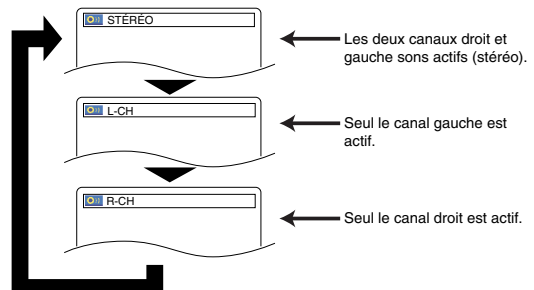 STÉRÉO
Les deux canaux droit et
gauche sons actifs (stéréo).
L-CH
Seul le canal gauche est
actif.
R-CH
Seul le canal droit est actif.